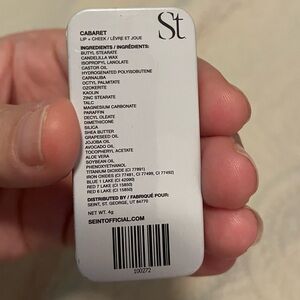 St
CABARET
LIP + CHEEK / LÈVRE ET JOUE
INGREDIENTS / INGRÉDIENTS:
BUTYL STEARATE
CANDELILLA WAX
ISOPROPYL LANOLATE
CASTOR OIL
HYDROGENATED POLYISOBUTENE
CARNAUBA
OCTYL PALMITATE
OZOKERITE
KAOLIN
ZINC STEARATE
TALC
MAGNESIUM CARBONATE
PARAFFIN
DECYL OLEATE
DIMETHICONE
SILICA
SHEA BUTTER
GRAPESEED OIL
JOJOBA OIL
AVOCADO OIL
TOCOPHERYL ACETATE
ALOE VERA
SOYBEAN OIL
PHENOXYETHANOL
TITANIUM DIOXIDE (CI 77891)
IRON OXIDES (CI 77491, CI 77499, CI 77492)
BLUE 1 LAKE (CI 42090)
RED 7 LAKE (CI 15850)
RED 6 LAKE (CI 15850)
DISTRIBUTED BY / FABRIQUÉ POUR:
SEINT, ST. GEORGE, UT 84770
NET WT. 4g
SEINTOFFICIAL.COM
100272